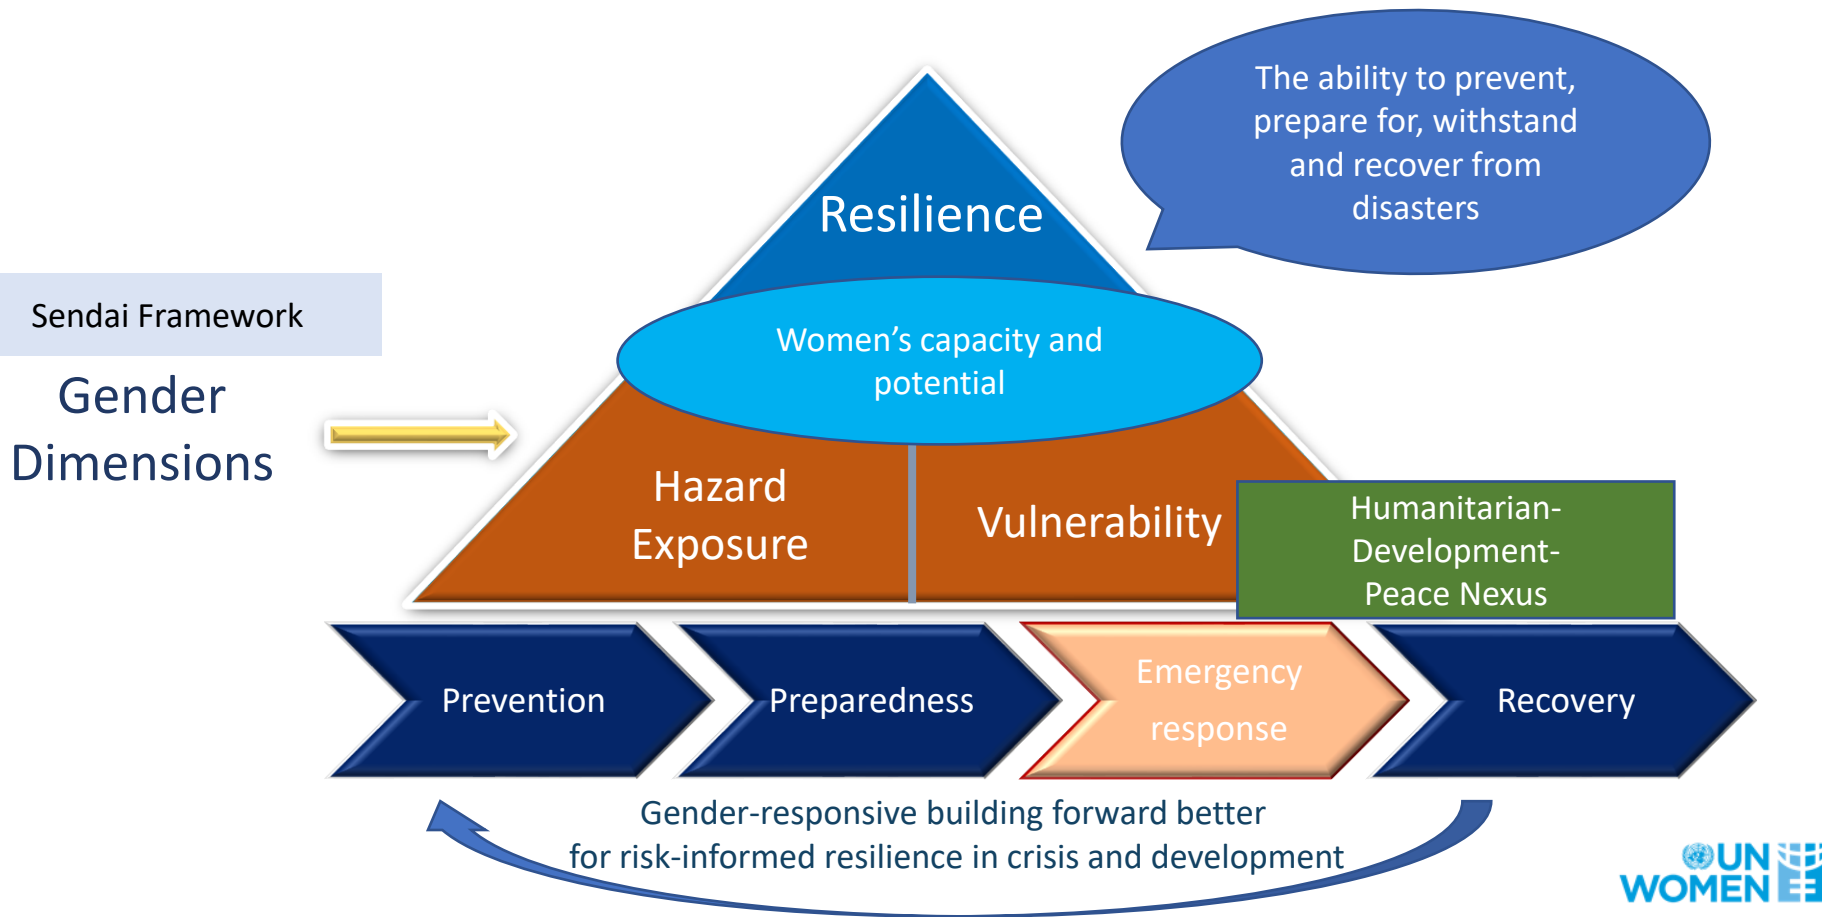 The ability to prevent,
prepare for, withstand
and recover from
disasters
Resilience
Sendai Framework
Women’s capacity and
potential
Gender
Dimensions
Hazard
Exposure
Vulnerability
Humanitarian-
Development-
Peace Nexus
Prevention
Preparedness
Emergency
response
Recovery
Gender-responsive building forward better
for risk-informed resilience in crisis and development
UN
WOMEN